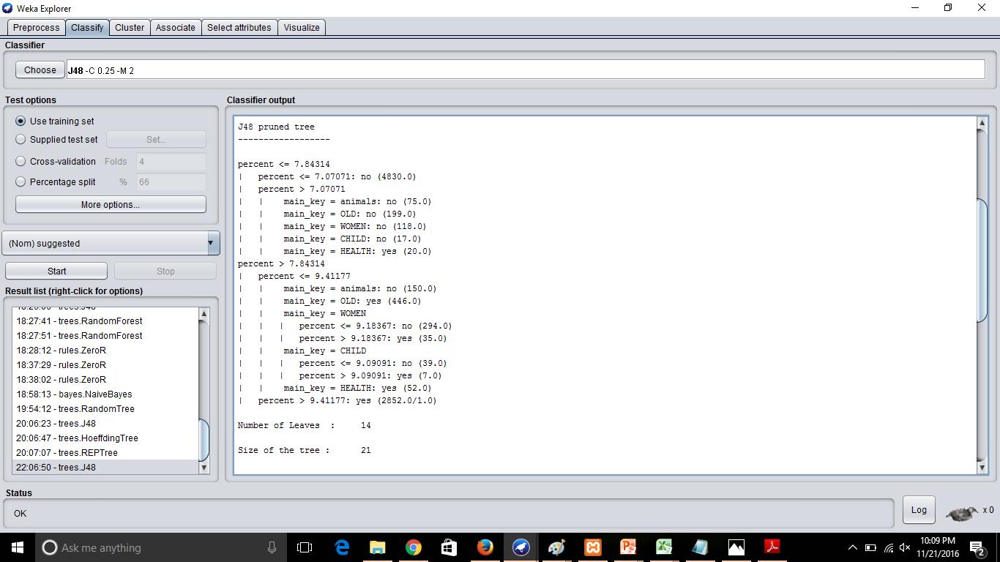 Weka Explorer
Preprocess Classify Cluster Associate Select attributes Visualize
Classifier
Choose J48 -C 0.25 -M 2
Test options
Use training set
Supplied test set Set...
Cross-validation Folds 4
Percentage split % 66
More options...
(Nom) suggested
Start Stop
Result list (right-click for options)
18:27:41 - trees.RandomForest
18:27:51 - trees.RandomForest
18:28:12 - rules.ZeroR
18:37:29 - rules.ZeroR
18:38:02 - rules.ZeroR
18:58:13 - bayes.NaiveBayes
19:54:12 - trees.RandomTree
20:06:23 - trees.J48
20:06:47 - trees.HoeffdingTree
20:07:07 - trees.REPTree
22:06:50 - trees.J48
Classifier output
J48 pruned tree
------------------
percent <= 7.84314
|   percent <= 7.07071: no (4830.0)
|   percent > 7.07071
|   |   main_key = animals: no (75.0)
|   |   main_key = OLD: no (199.0)
|   |   main_key = WOMEN: no (118.0)
|   |   main_key = CHILD: no (17.0)
|   |   main_key = HEALTH: yes (20.0)
percent > 7.84314
|   percent <= 9.41177
|   |   main_key = animals: no (150.0)
|   |   main_key = OLD: yes (446.0)
|   |   main_key = WOMEN
|   |   |   percent <= 9.18367: no (294.0)
|   |   |   percent > 9.18367: yes (35.0)
|   |   main_key = CHILD
|   |   |   percent <= 9.09091: no (39.0)
|   |   |   percent > 9.09091: yes (7.0)
|   |   main_key = HEALTH: yes (52.0)
|   percent > 9.41177: yes (2852.0/1.0)
Number of Leaves  :     14
Size of the tree :      21
Status
OK
Log x 0
Ask me anything
10:09 PM
11/21/2016
2